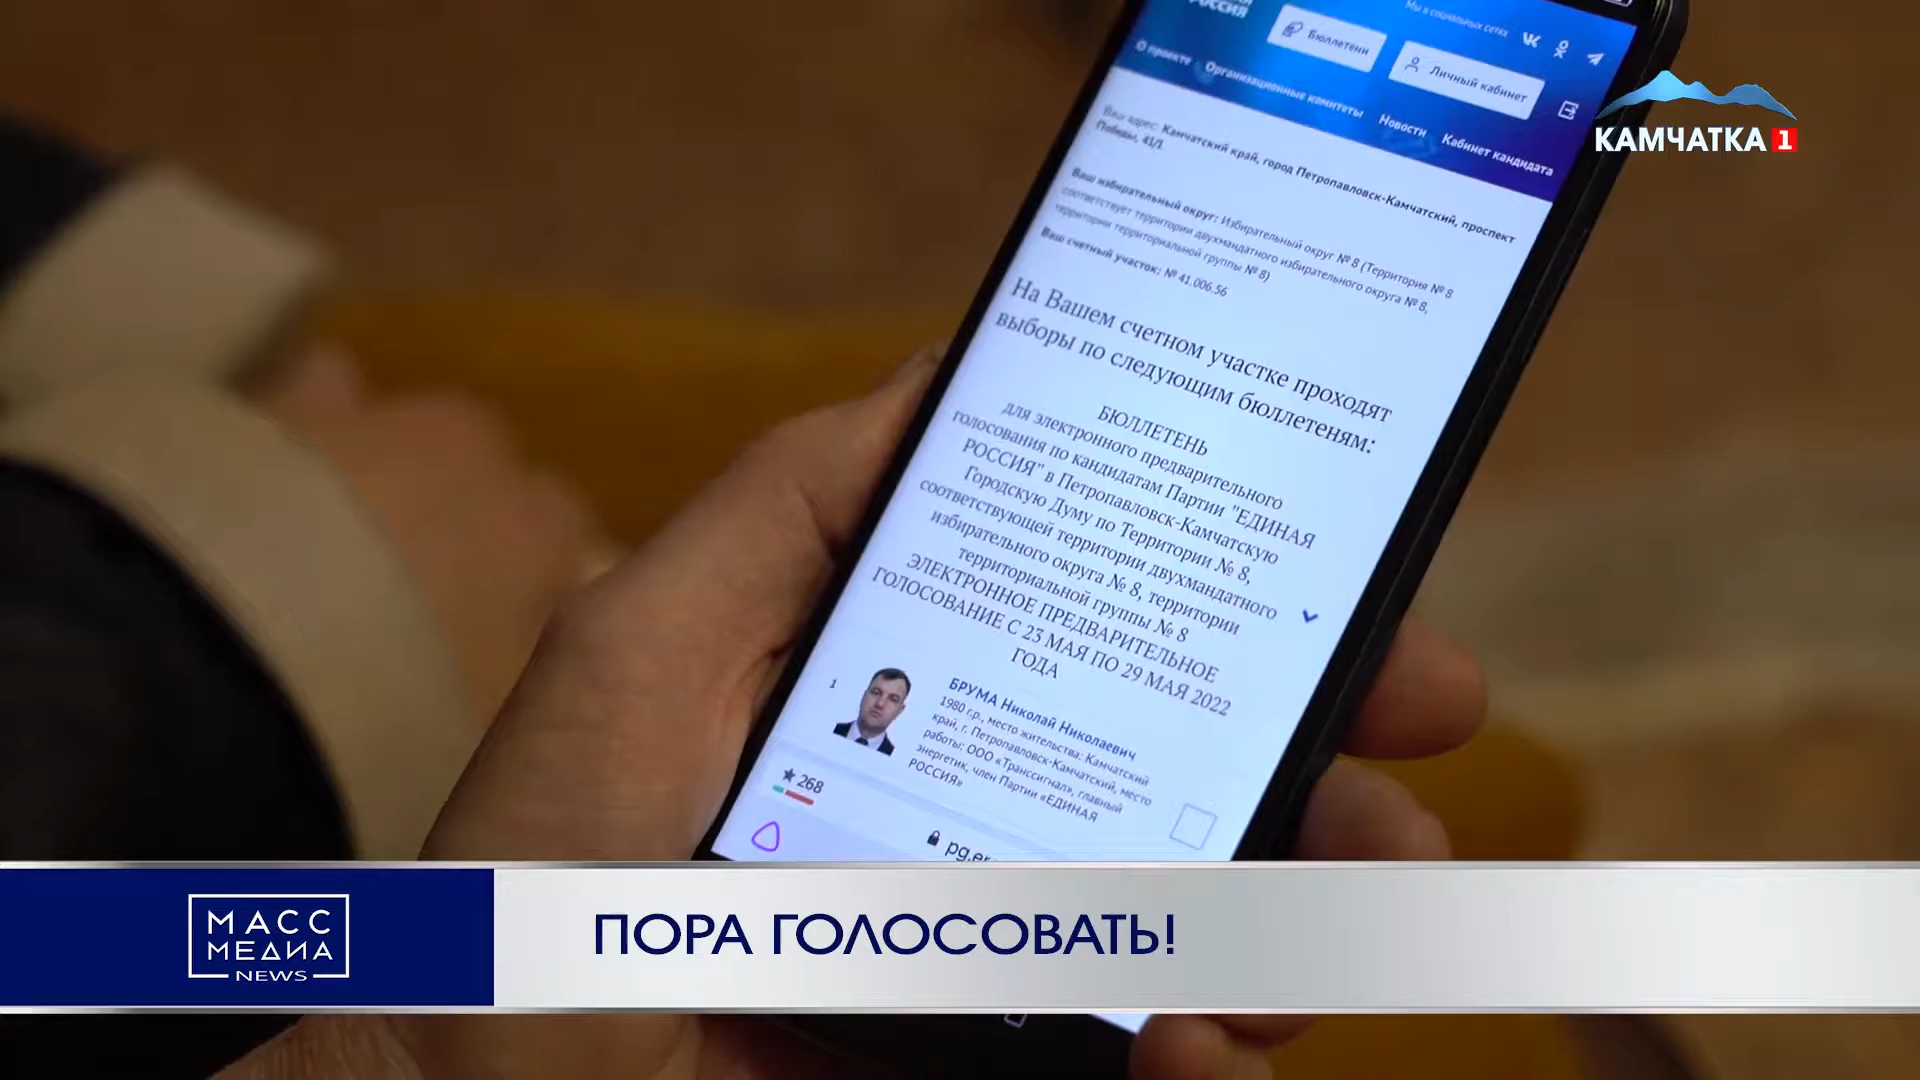 РОССИЯ
Мы в социальных сетях
Бюллетени
Личный кабинет
О проекте Организационные комитеты Новости Кабинет кандидата
КАМЧАТКА 1
Ваш адрес: Камчатский край, город Петропавловск-Камчатский, проспект
Победы, 41/1
Ваш избирательный округ: Избирательный округ № 8 (Территория № 8
соответствует территории двухмандатного избирательного округа № 8,
территории территориальной группы № 8)
Ваш счетный участок: № 41.006.56
На Вашем счетном участке проходят
выборы по следующим бюллетеням:
БЮЛЛЕТЕНЬ
для электронного предварительного
голосования по кандидатам Партии "ЕДИНАЯ
РОССИЯ" в Петропавловск-Камчатскую
Городскую Думу по Территории № 8,
соответствующей территории двухмандатного
избирательного округа № 8, территории
территориальной группы № 8
ЭЛЕКТРОННОЕ ПРЕДВАРИТЕЛЬНОЕ
ГОЛОСОВАНИЕ С 23 МАЯ ПО 29 МАЯ 2022
ГОДА
1
БРУМА Николай Николаевич
1980 г.р., место жительства: Камчатский
край, г. Петропавловск-Камчатский, место
работы: ООО «Транссигнал», главный
энергетик, член Партии «ЕДИНАЯ
РОССИЯ»
268
pg.er
МАСС
МЕДИА
NEWS
ПОРА ГОЛОСОВАТЬ!